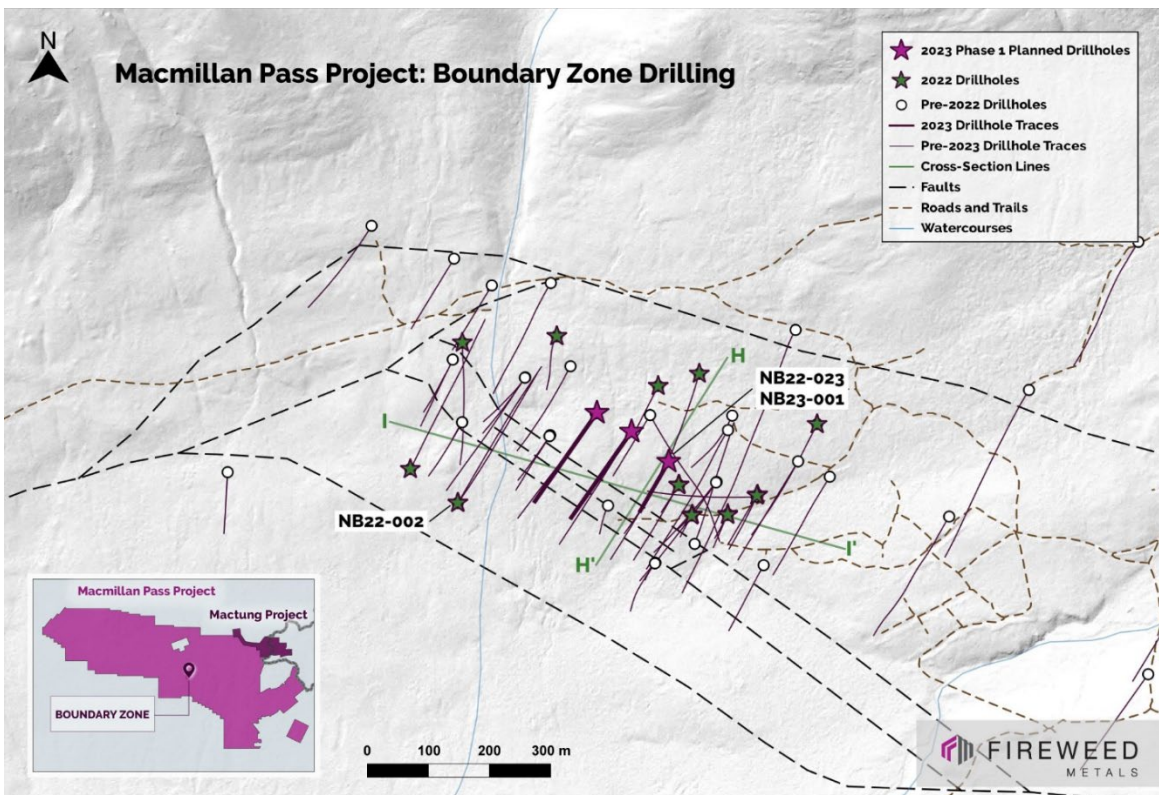 N
Macmillan Pass Project: Boundary Zone Drilling
2023 Phase 1 Planned Drillholes
2022 Drillholes
Pre-2022 Drillholes
2023 Drillhole Traces
Pre-2023 Drillhole Traces
Cross-Section Lines
Faults
Roads and Trails
Watercourses
H
NB22-023
NB23-001
I
NB22-002
H'
I'
Macmillan Pass Project
Mactung Project
BOUNDARY ZONE
0 100 200 300 m
FIREWEED
METALS